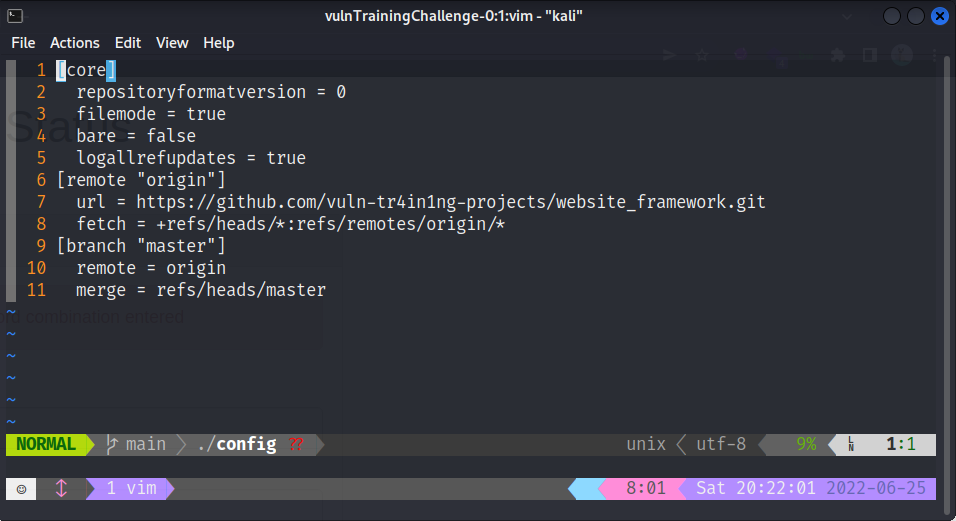 vulnTrainingChallenge-0:1:vim - "kali"
File Actions Edit View Help
1 [core]
2 repositoryformatversion = 0
3 filemode = true
4 bare = false
5 logallrefupdates = true
6 [remote "origin"]
7 url = https://github.com/vuln-tr4in1ng-projects/website_framework.git
8 fetch = +refs/heads/*:refs/remotes/origin/*
9 [branch "master"]
10 remote = origin
11 merge = refs/heads/master
~
~ combination entered
~
~
~
~
NORMAL main ./config ⁇ unix utf-8 9% LN 1:1
☺ ↕ 1 vim 8:01 Sat 20:22:01 2022-06-25